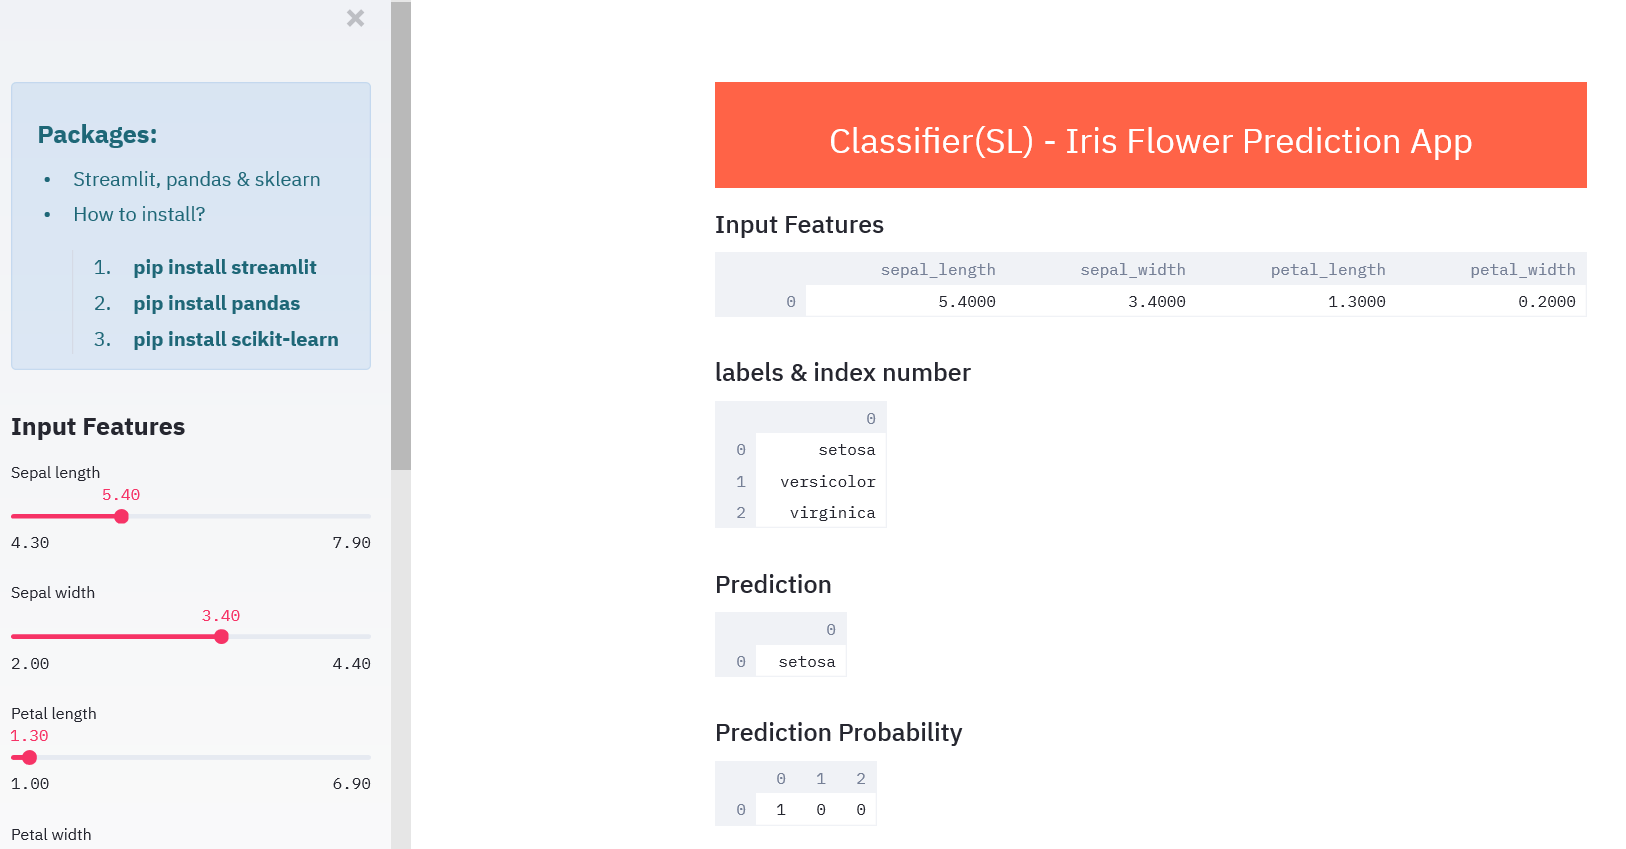 ×
Packages:
• Streamlit, pandas & sklearn
• How to install?
1. pip install streamlit
2. pip install pandas
3. pip install scikit-learn
Input Features
Sepal length
5.40
4.30 7.90
Sepal width
3.40
2.00 4.40
Petal length
1.30
1.00 6.90
Petal width
Classifier(SL) - Iris Flower Prediction App
Input Features
sepal_length sepal_width petal_length petal_width
0 5.4000 3.4000 1.3000 0.2000
labels & index number
0
0 setosa
1 versicolor
2 virginica
Prediction
0
0 setosa
Prediction Probability
0 1 2
0 1 0 0